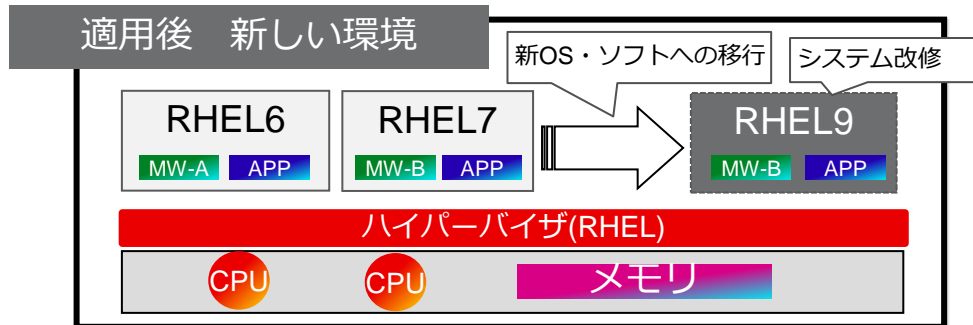 適用後　新しい環境
新OS・ソフトへの移行
システム改修
RHEL6
MW-A
APP
RHEL7
MW-B
APP
RHEL9
MW-B
APP
ハイパーバイザ(RHEL)
CPU
CPU
メモリ